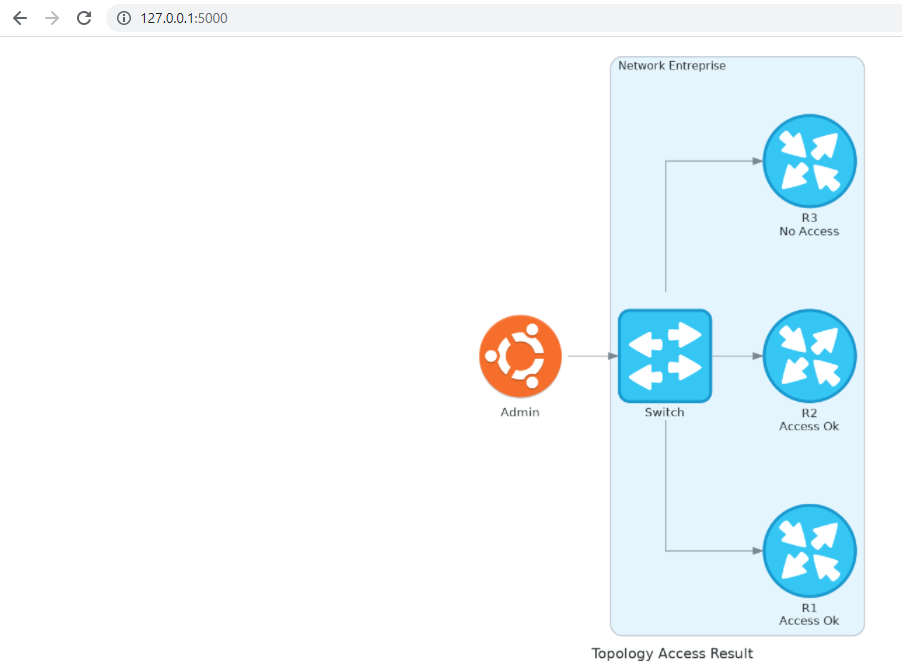 127.0.0.1:5000
Network Entreprise
R3
No Access
Admin
Switch
R2
Access Ok
R1
Access Ok
Topology Access Result